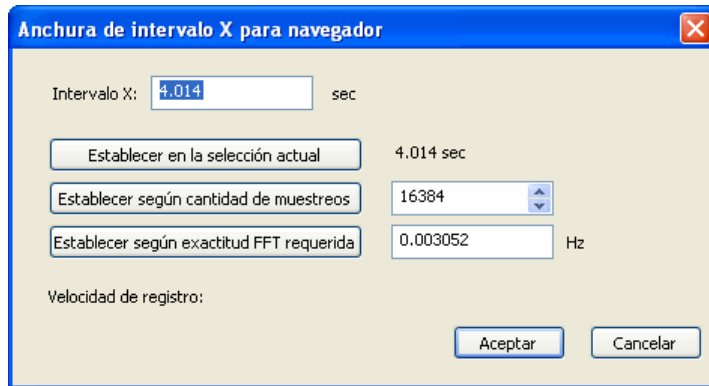 Anchura de intervalo X para navegador
Intervalo X: 4.014 sec
Establecer en la selección actual 4.014 sec
Establecer según cantidad de muestreos 16384
Establecer según exactitud FFT requerida 0.003052 Hz
Velocidad de registro:
Aceptar Cancelar